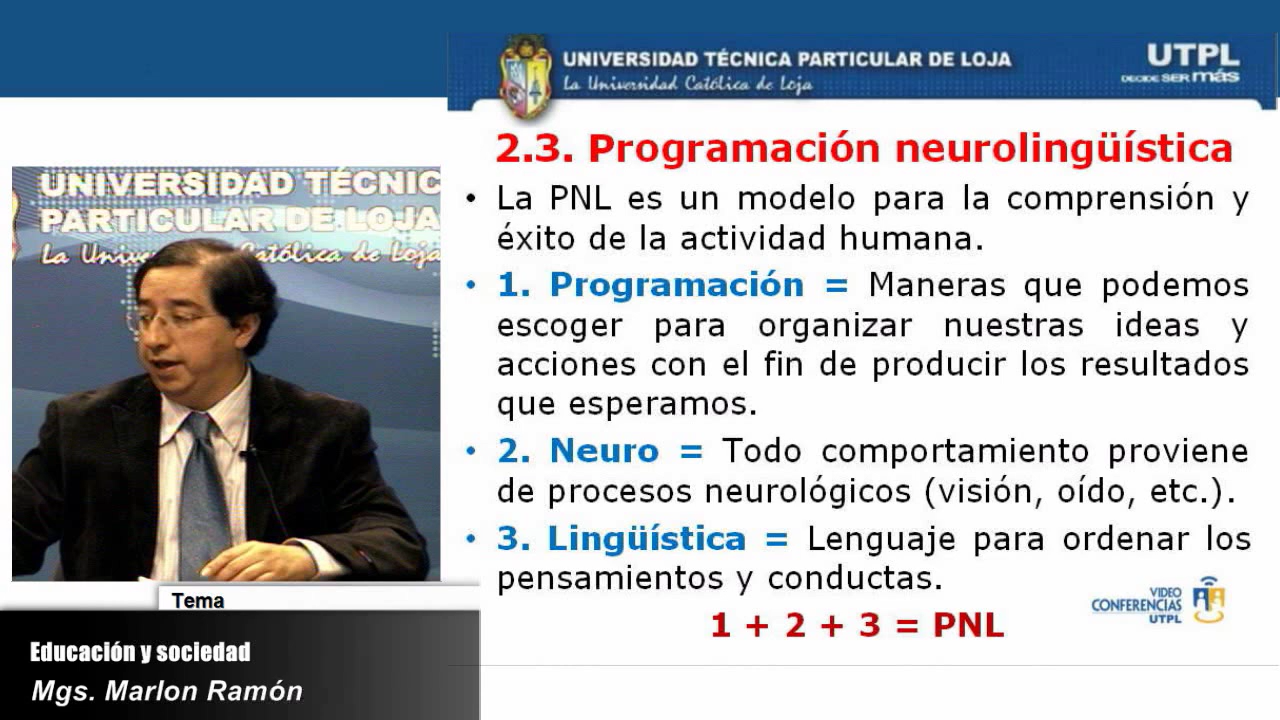 UNIVERSIDAD TÉCNICA PARTICULAR DE LOJA
La Universidad Católica de Loja
UTPL
DECIDE SER más
UNIVERSIDAD TÉCNIC
PARTICULAR DE LOJA
La Unive atólica de Loja
2.3. Programación neurolingüística
• La PNL es un modelo para la comprensión y
éxito de la actividad humana.
• 1. Programación = Maneras que podemos
escoger para organizar nuestras ideas y
acciones con el fin de producir los resultados
que esperamos.
• 2. Neuro = Todo comportamiento proviene
de procesos neurológicos (visión, oído, etc.).
• 3. Lingüística = Lenguaje para ordenar los
pensamientos y conductas.
1 + 2 + 3 = PNL
VIDEO
CONFERENCIAS
UTPL
Tema
Educación y sociedad
Mgs. Marlon Ramón